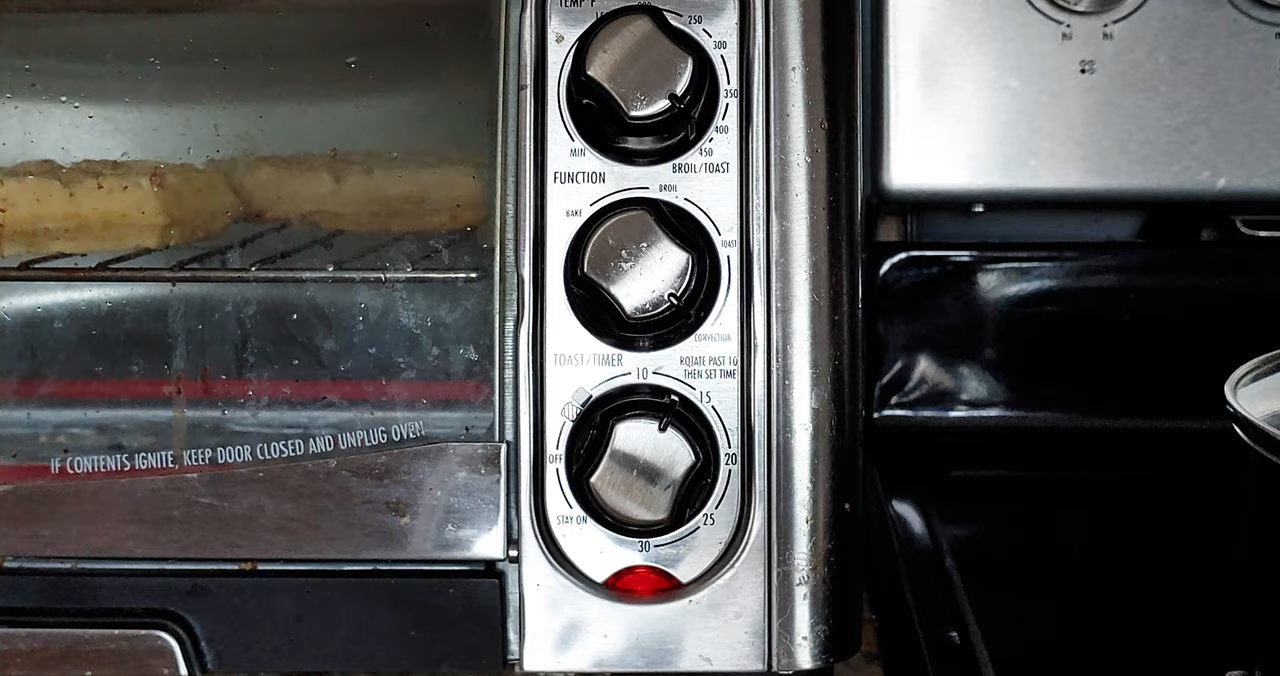 TEMP°F
200
250
300
350
400
450
MIN
BROIL/TOAST
FUNCTION
BROIL
BAKE
TOAST
CONVECTION
TOAST/TIMER
ROTATE PAST 10
THEN SET TIME
10
15
OFF
20
STAY ON
25
30
IF CONTENTS IGNITE, KEEP DOOR CLOSED AND UNPLUG OVEN